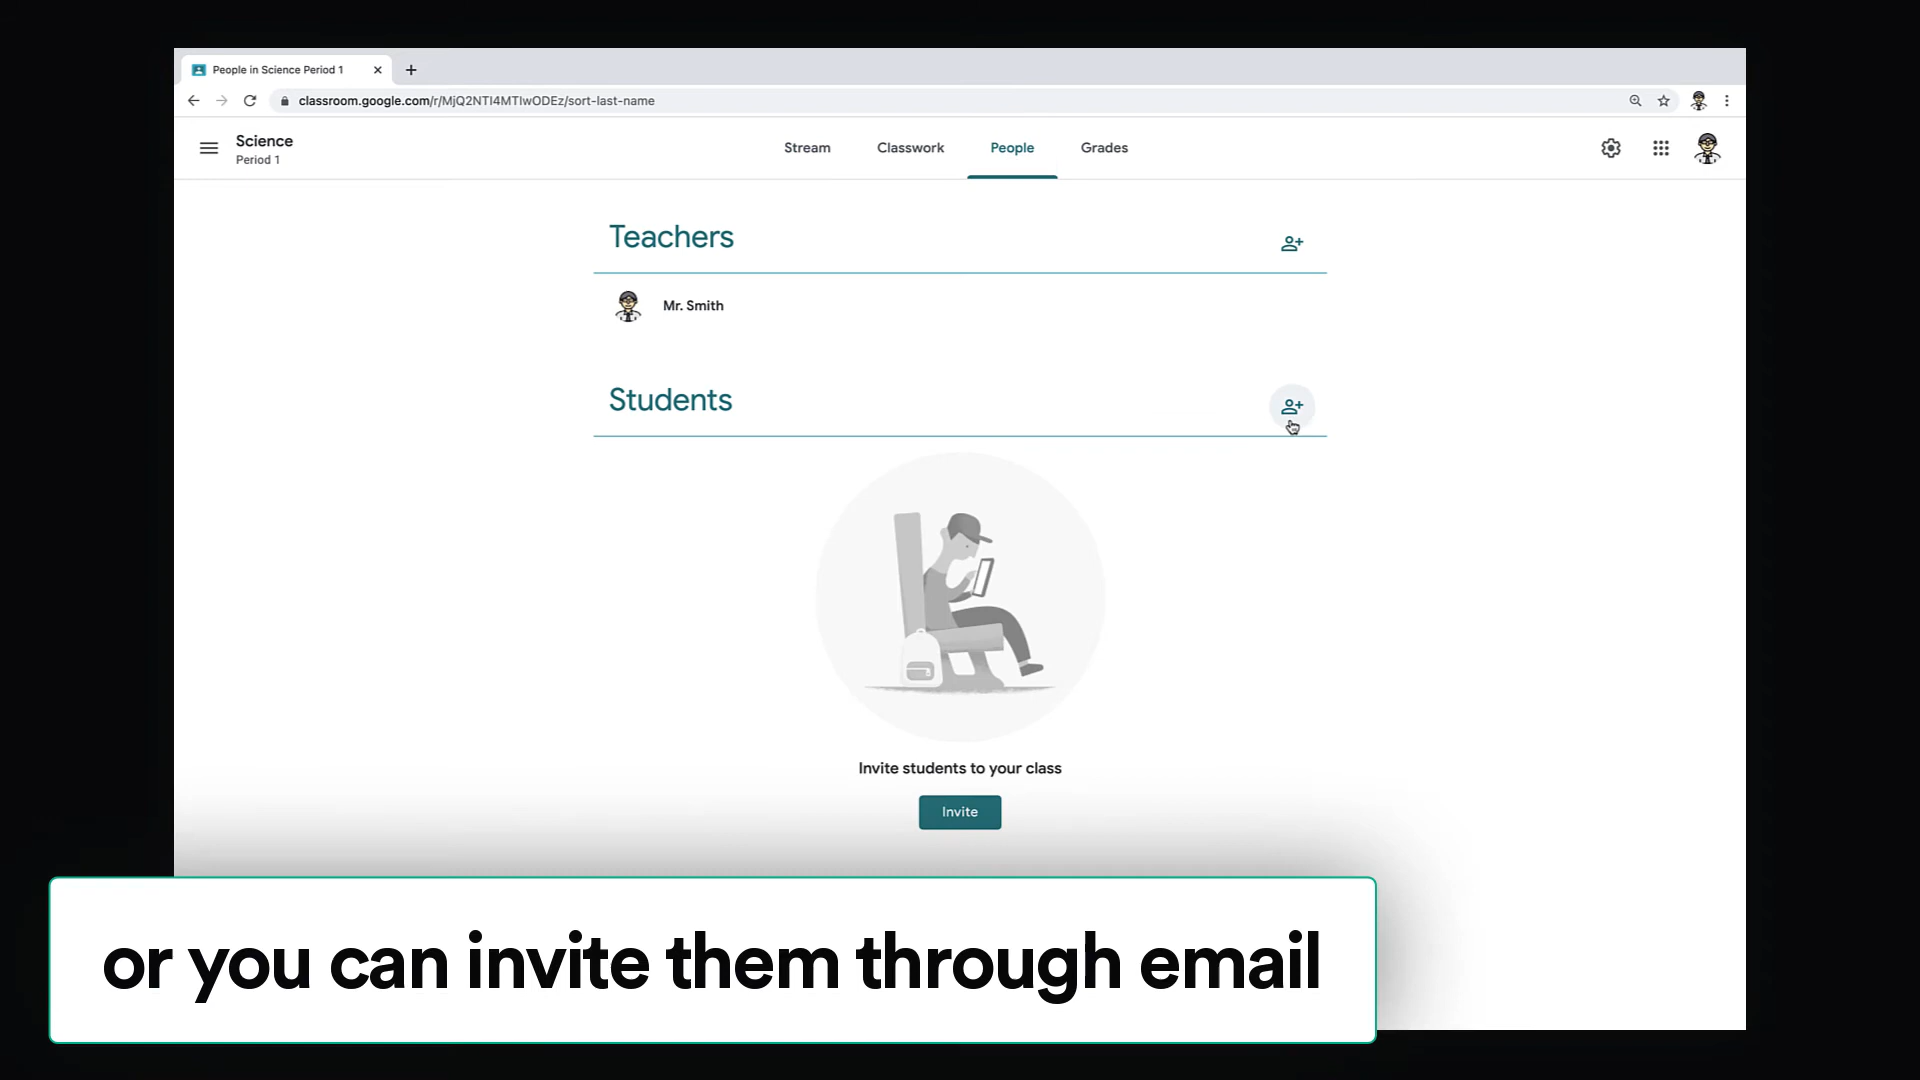 People in Science Period 1
classroom.google.com/r/MjQ2NTI4MTIwODEz/sort-last-name
Science
Period 1
Stream
Classwork
People
Grades
Teachers
Mr. Smith
Students
Invite students to your class
Invite
or you can invite them through email